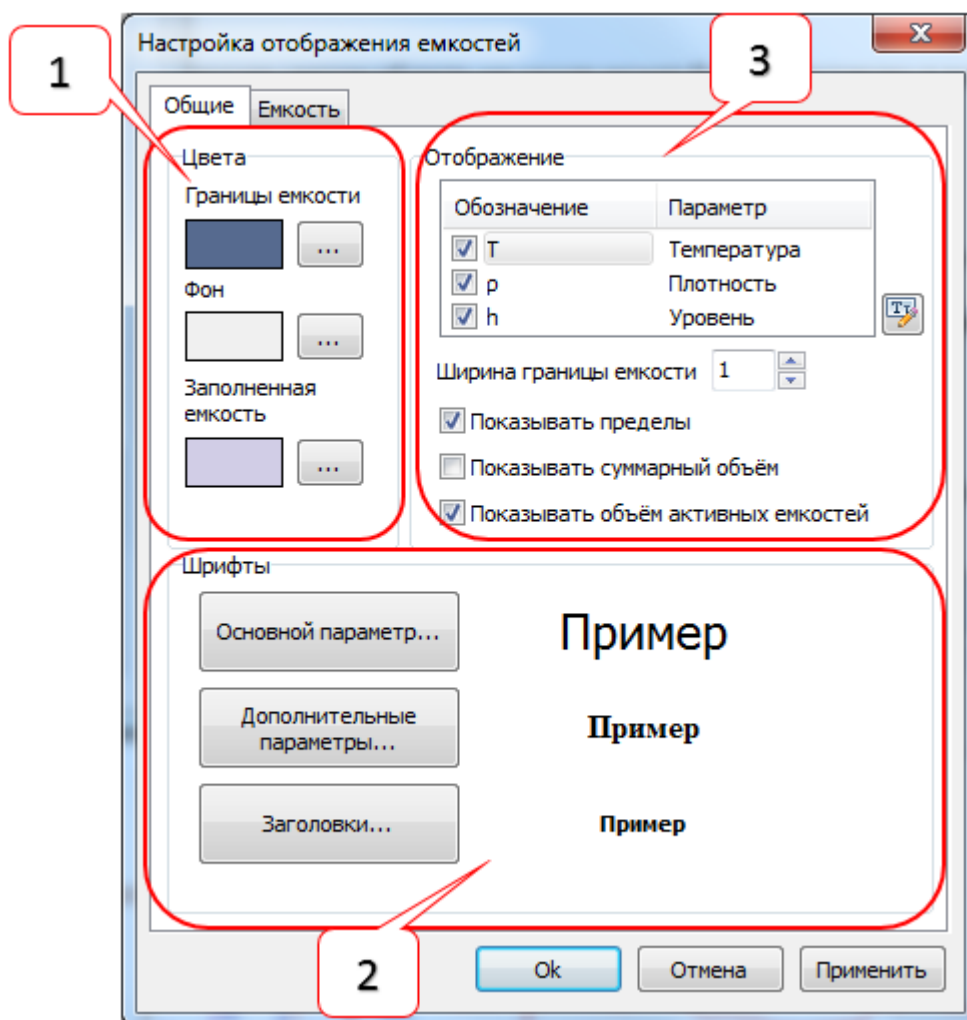 Настройка отображения емкостей
1
3
Общие
Емкость
Цвета
Границы емкости
...
Фон
...
Заполненная
емкость
...
Отображение
Обозначение Параметр
T Температура
ρ Плотность
h Уровень
Tт
Ширина границы емкости 1
Показывать пределы
Показывать суммарный объём
Показывать объём активных емкостей
Шрифты
Основной параметр... Пример
Дополнительные
параметры...
Пример
Заголовки... Пример
2
Ok
Отмена
Применить